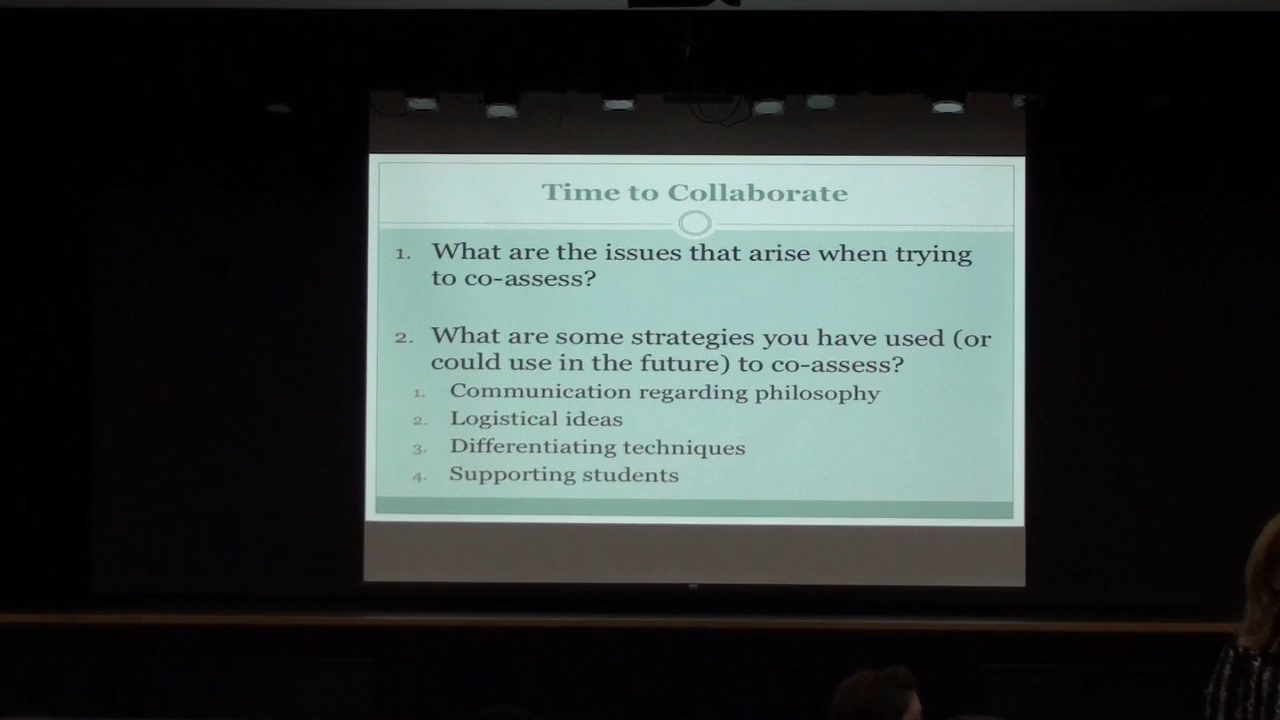 Time to Collaborate
1. What are the issues that arise when trying
to co-assess?
2. What are some strategies you have used (or
could use in the future) to co-assess?
1. Communication regarding philosophy
2. Logistical ideas
3. Differentiating techniques
4. Supporting students